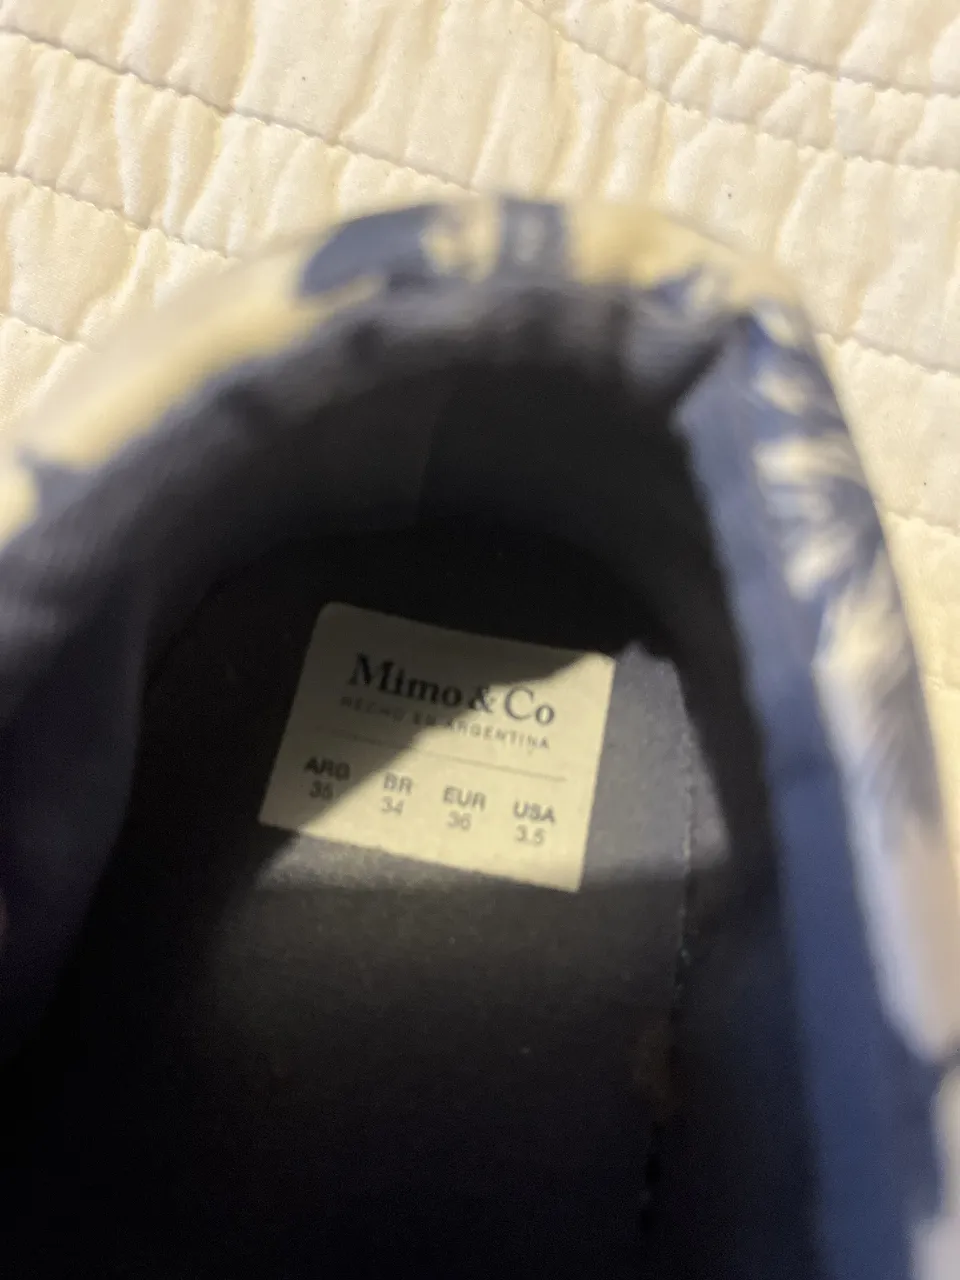 Mimo & Co
HECHO EN ARGENTINA
ARG BR EUR USA
35 34 36 3.5